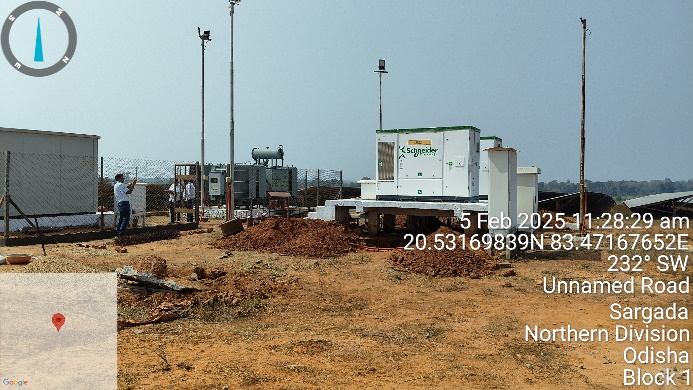 Schneider
5 Feb 2025 11:28:29 am
20.53169839N 83.47167652E
232° SW
Unnamed Road
Sargada
Northern Division
Odisha
Block 1
Google